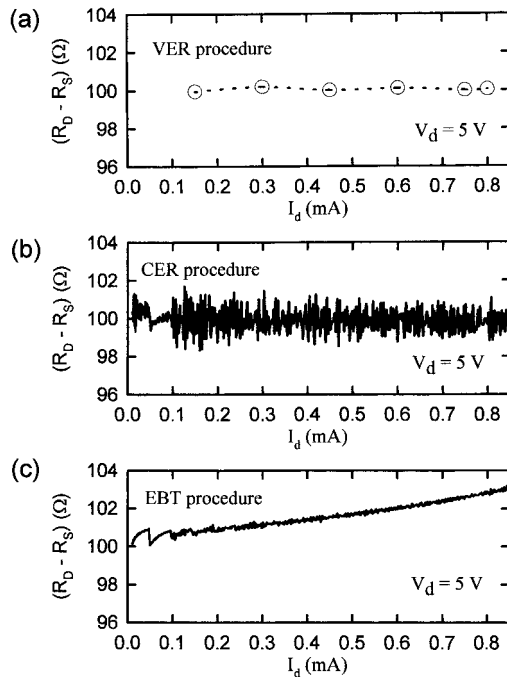 (a)
VER procedure
(R_D - R_S) (Ω)
104
102
100
98
96
V_d = 5 V
0.0 0.1 0.2 0.3 0.4 0.5 0.6 0.7 0.8
I_d (mA)
(b)
CER procedure
(R_D - R_S) (Ω)
104
102
100
98
96
V_d = 5 V
0.0 0.1 0.2 0.3 0.4 0.5 0.6 0.7 0.8
I_d (mA)
(c)
EBT procedure
(R_D - R_S) (Ω)
104
102
100
98
96
V_d = 5 V
0.0 0.1 0.2 0.3 0.4 0.5 0.6 0.7 0.8
I_d (mA)